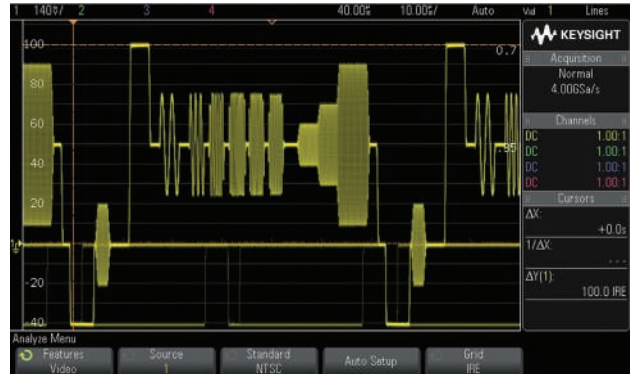 1 140♉/ 2 3 4 40.00s 10.00s/ Auto Vid 1 Lines
KEYSIGHT
Acquisition
Normal
4.00GSa/s
Channels
DC 1.00:1
DC 1.00:1
DC 1.00:1
DC 1.00:1
Cursors
ΔX:
+0.0s
1/ΔX:
---
ΔY(1):
100.0 IRE
100
0.7
80
60
.35
40
20
-20
-40
Analyze Menu
Features Source Standard Auto Setup Grid
Video 1 NTSC IRE